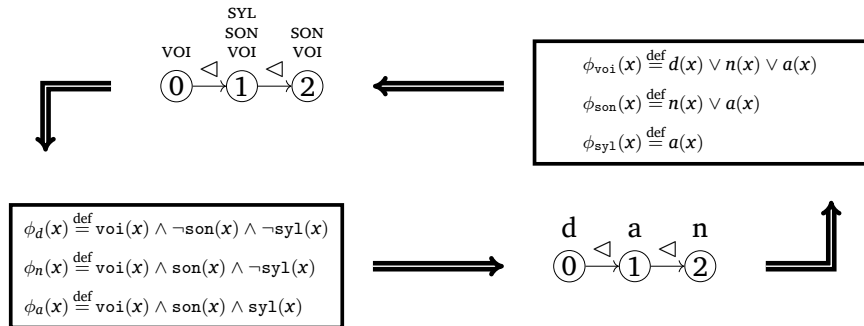 SYL
SON SON
VOI VOI VOI
◁ ◁
0 1 2
ϕvoi(x) def= d(x) ∨ n(x) ∨ a(x)
ϕson(x) def= n(x) ∨ a(x)
ϕsyl(x) def= a(x)
ϕd(x) def= voi(x) ∧ ¬son(x) ∧ ¬syl(x)
ϕn(x) def= voi(x) ∧ son(x) ∧ ¬syl(x)
ϕa(x) def= voi(x) ∧ son(x) ∧ syl(x)
d a n
◁ ◁
0 1 2